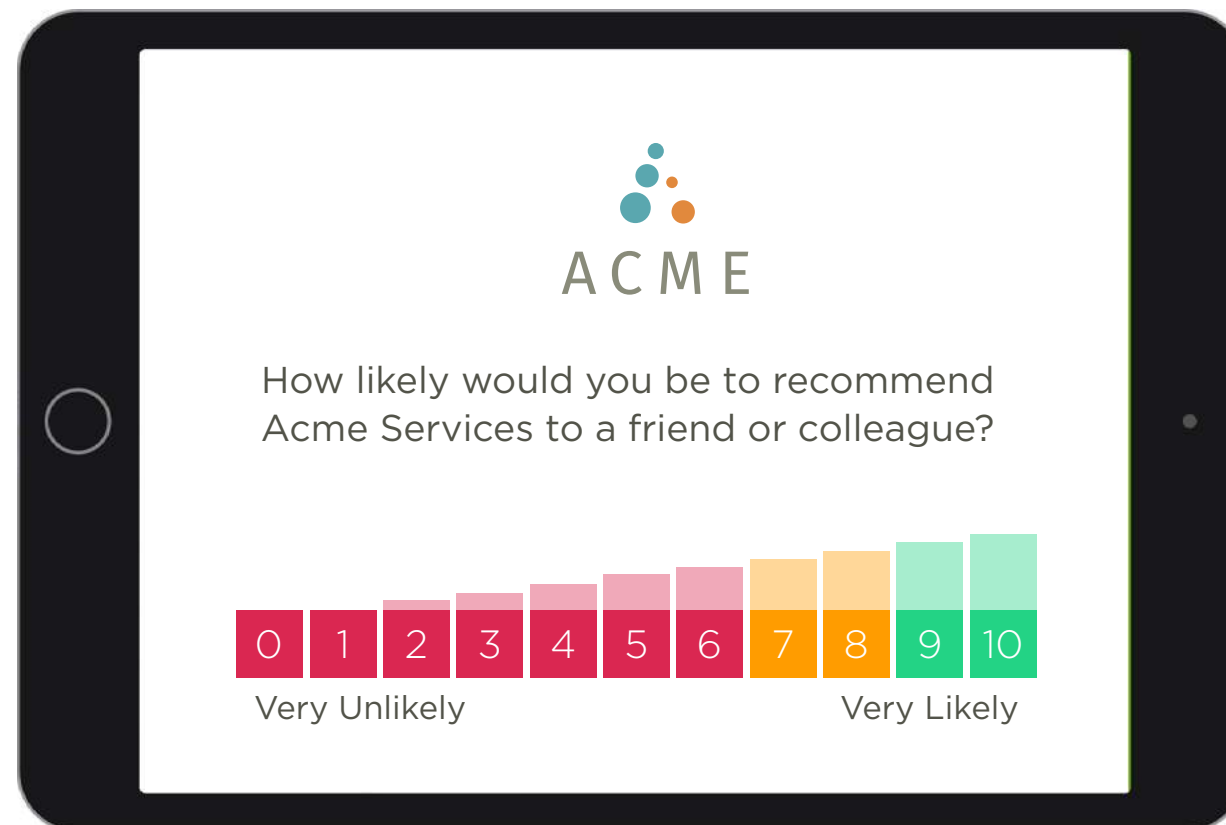 ACME
How likely would you be to recommend
Acme Services to a friend or colleague?
0 1 2 3 4 5 6 7 8 9 10
Very Unlikely Very Likely